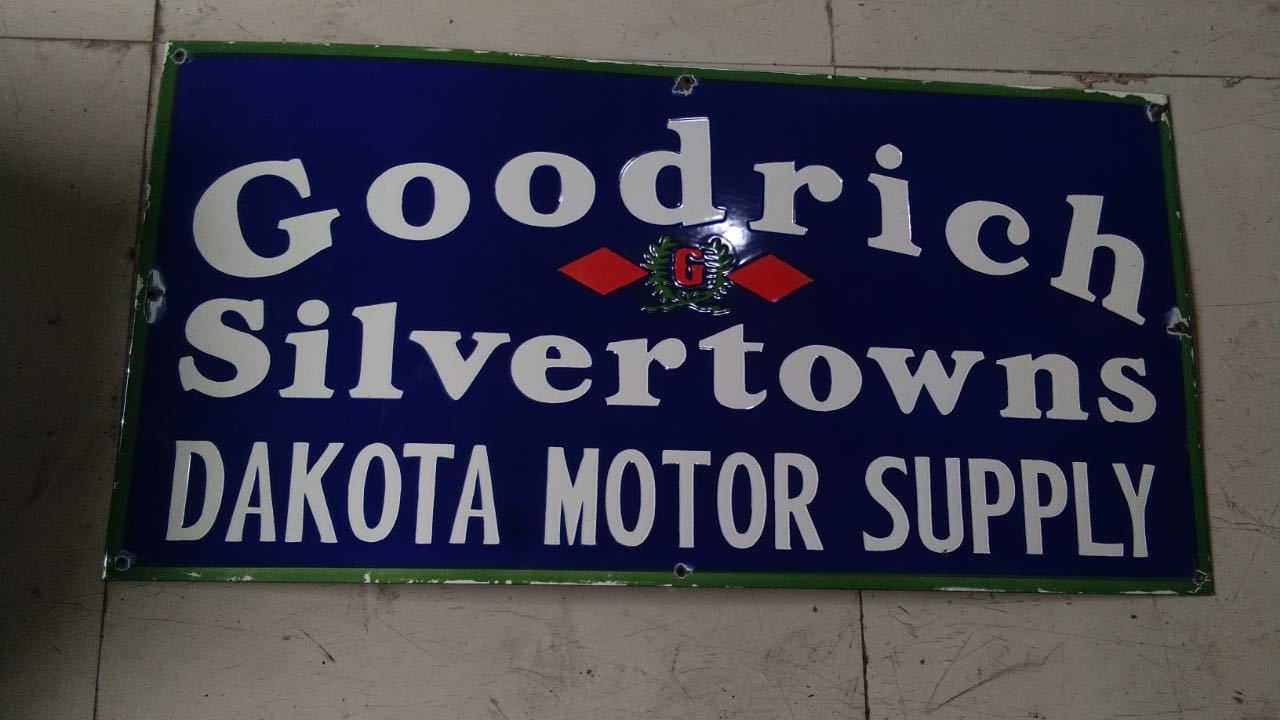 Goodrich
G
Silvertowns
DAKOTA MOTOR SUPPLY